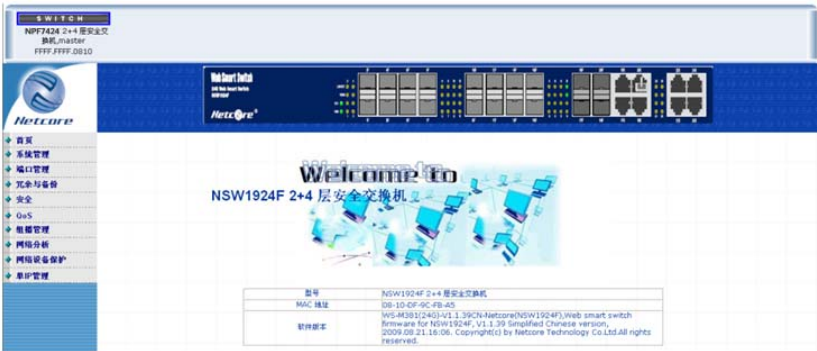 SWITCH
NPF7424 2+4 层安全交
换机,master
FFFF.FFFF.0810
Web Smart Switch
Netcore
Netcore
首页
系统管理
端口管理
冗余与备份
安全
QoS
组播管理
网络分析
网络设备保护
单IP管理
Welcome to
NSW1924F 2+4 层安全交换机
型号 NSW1924F 2+4 层安全交换机
MAC 地址 08-10-DF-9C-FB-A5
软件版本 WS-M381(24G)-V1.1.39CN-Netcore(NSW1924F),Web smart switch
firmware for NSW1924F, V1.1.39 Simplified Chinese version,
2009.08.21.16:06. Copyright(c) by Netcore Technology Co.Ltd.All rights
reserved.